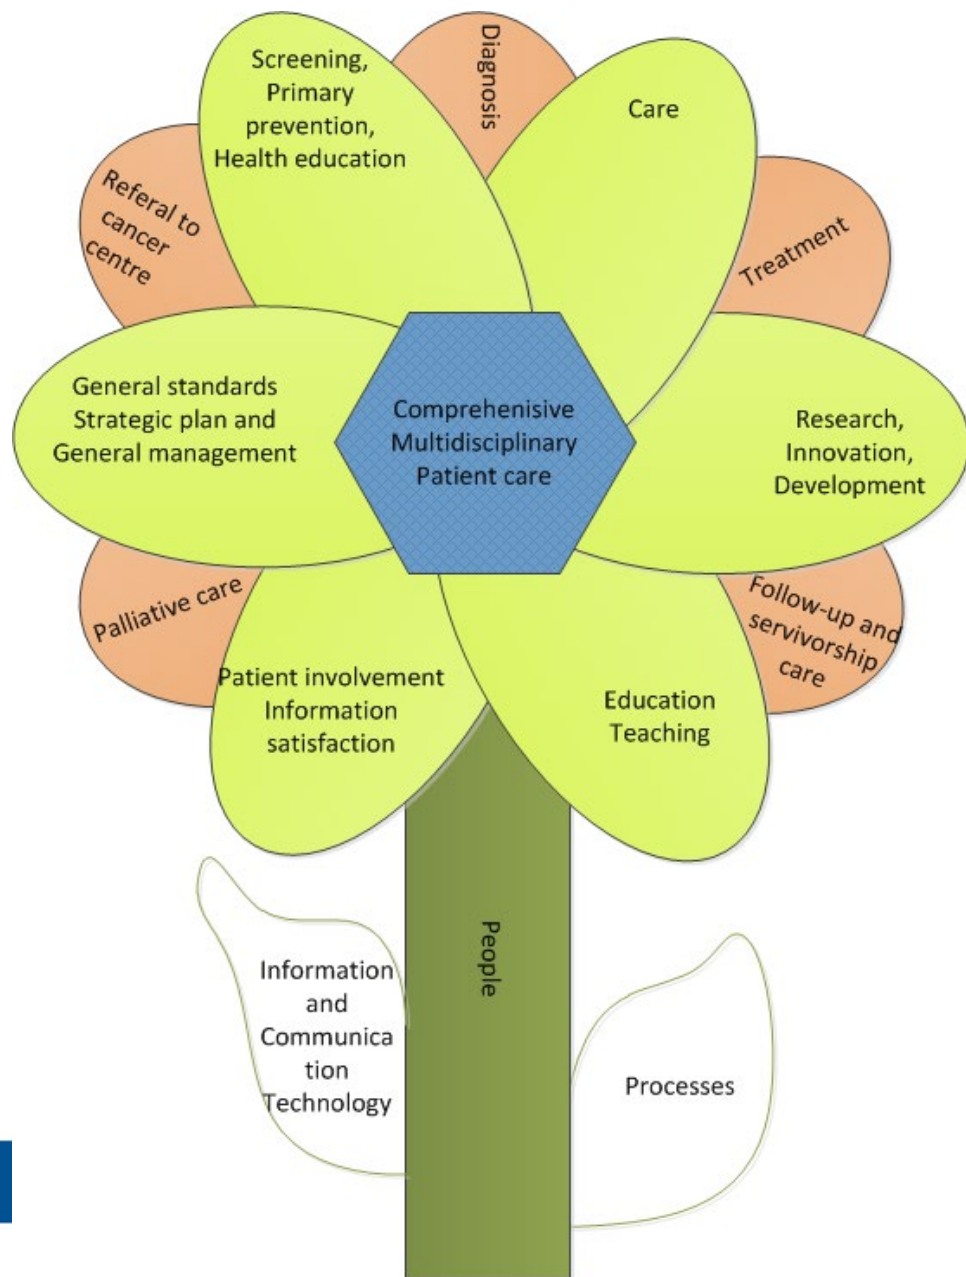 Diagnosis
Screening,
Primary
prevention,
Health education
Care
Referal to
cancer
centre
Treatment
General standards
Strategic plan and
General management
Comprehenisive
Multidisciplinary
Patient care
Research,
Innovation,
Development
Palliative care
Follow-up and
servivorship
care
Patient involvement
Information
satisfaction
Education
Teaching
People
Information
and
Communica
tion
Technology
Processes